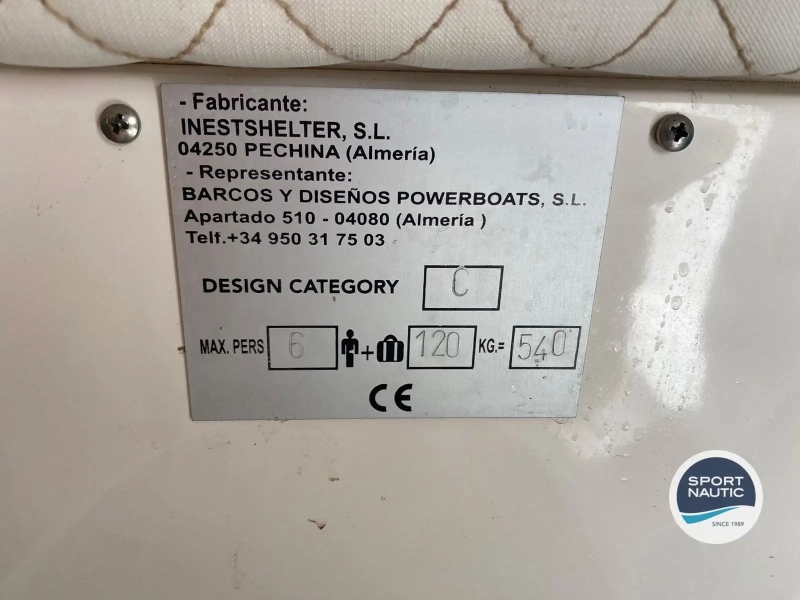 - Fabricante:
INESTSHELTER, S.L.
04250 PECHINA (Almería)
- Representante:
BARCOS Y DISEÑOS POWERBOATS, S.L.
Apartado 510 - 04080 (Almería )
Telf.+34 950 31 75 03
DESIGN CATEGORY C
MAX. PERS 6 + 120 KG.= 540
CE
SPORT
NAUTIC
SINCE 1989